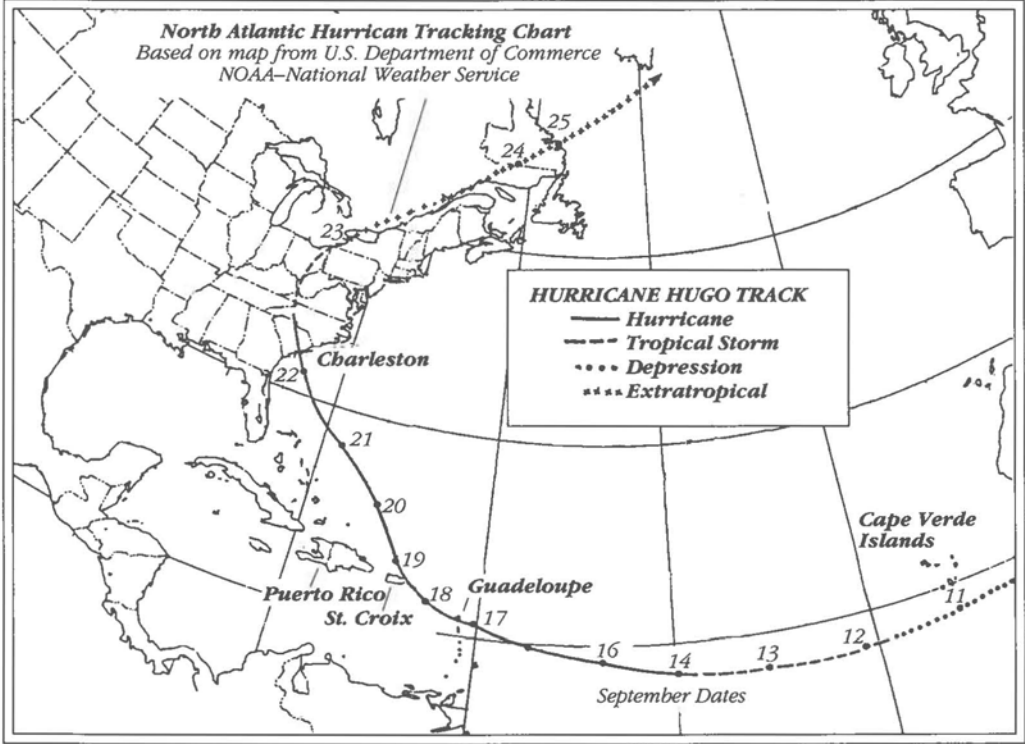 North Atlantic Hurrican Tracking Chart
Based on map from U.S. Department of Commerce
NOAA–National Weather Service
25
24
23
HURRICANE HUGO TRACK
Hurricane
Tropical Storm
Depression
Extratropical
Charleston
22
21
20
Cape Verde
Islands
19
Puerto Rico
St. Croix
18
Guadeloupe
17
11
12
16
14
13
September Dates